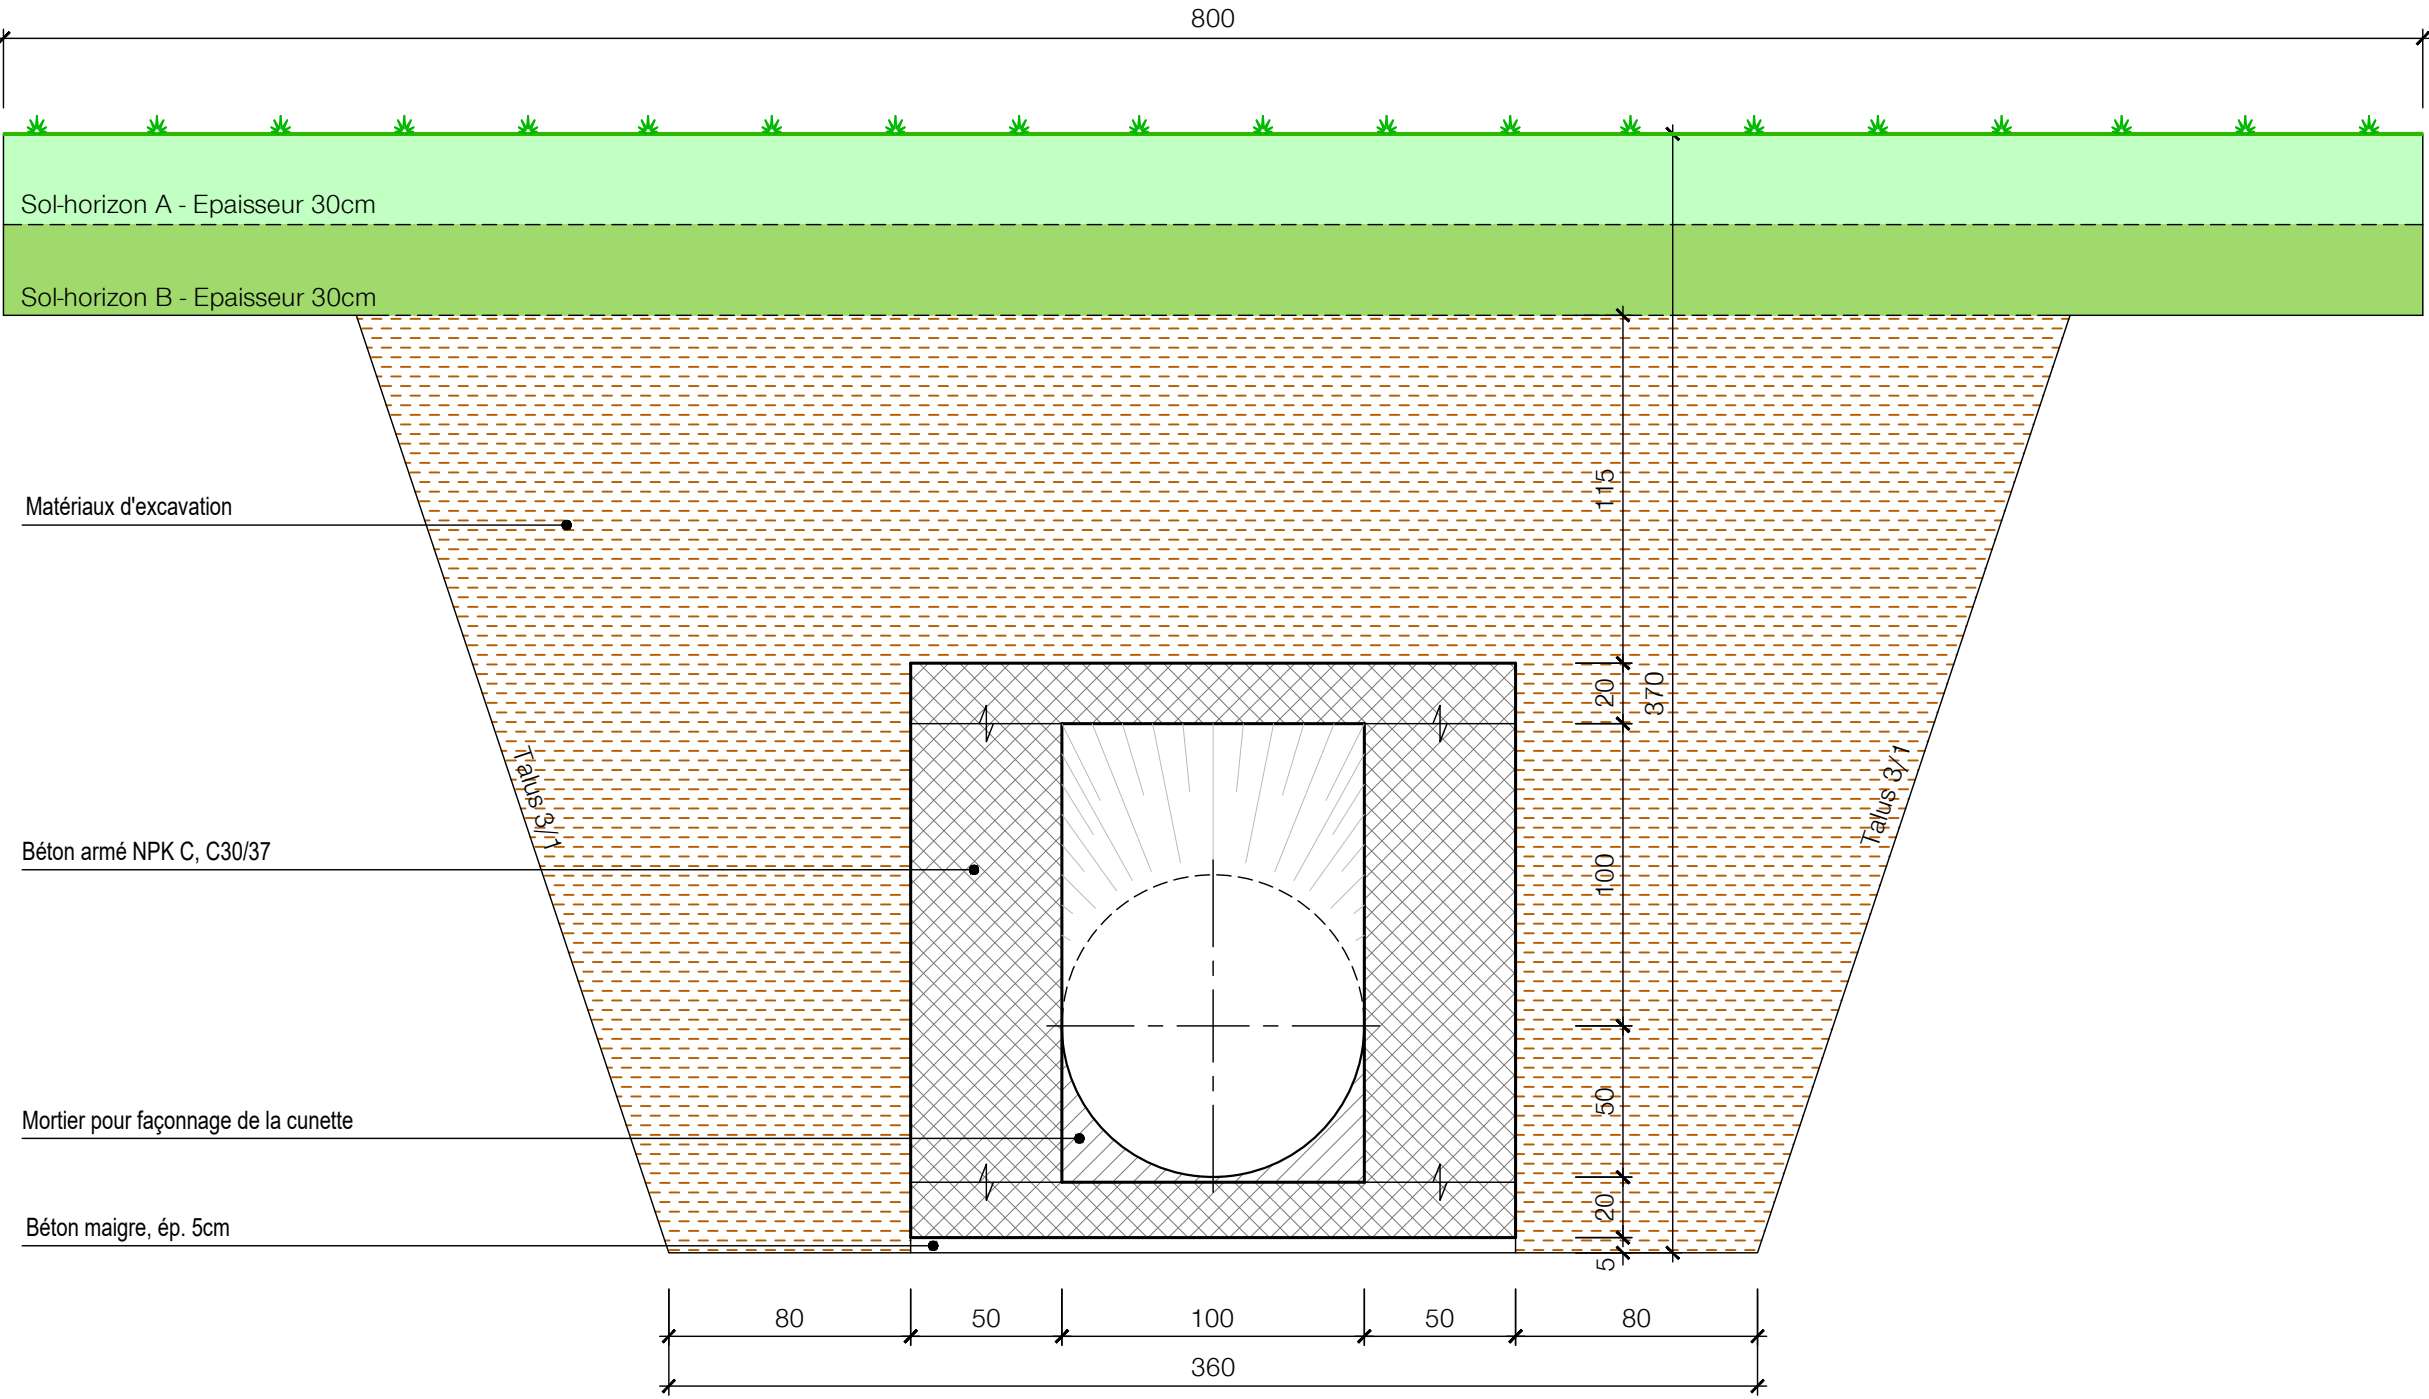 800
Sol-horizon A - Epaisseur 30cm
Sol-horizon B - Epaisseur 30cm
Matériaux d'excavation
115
20
370
Talus 3/1
Talus 3/1
Béton armé NPK C, C30/37
100
50
Mortier pour façonnage de la cunette
20
Béton maigre, ép. 5cm
5
80 50 100 50 80
360